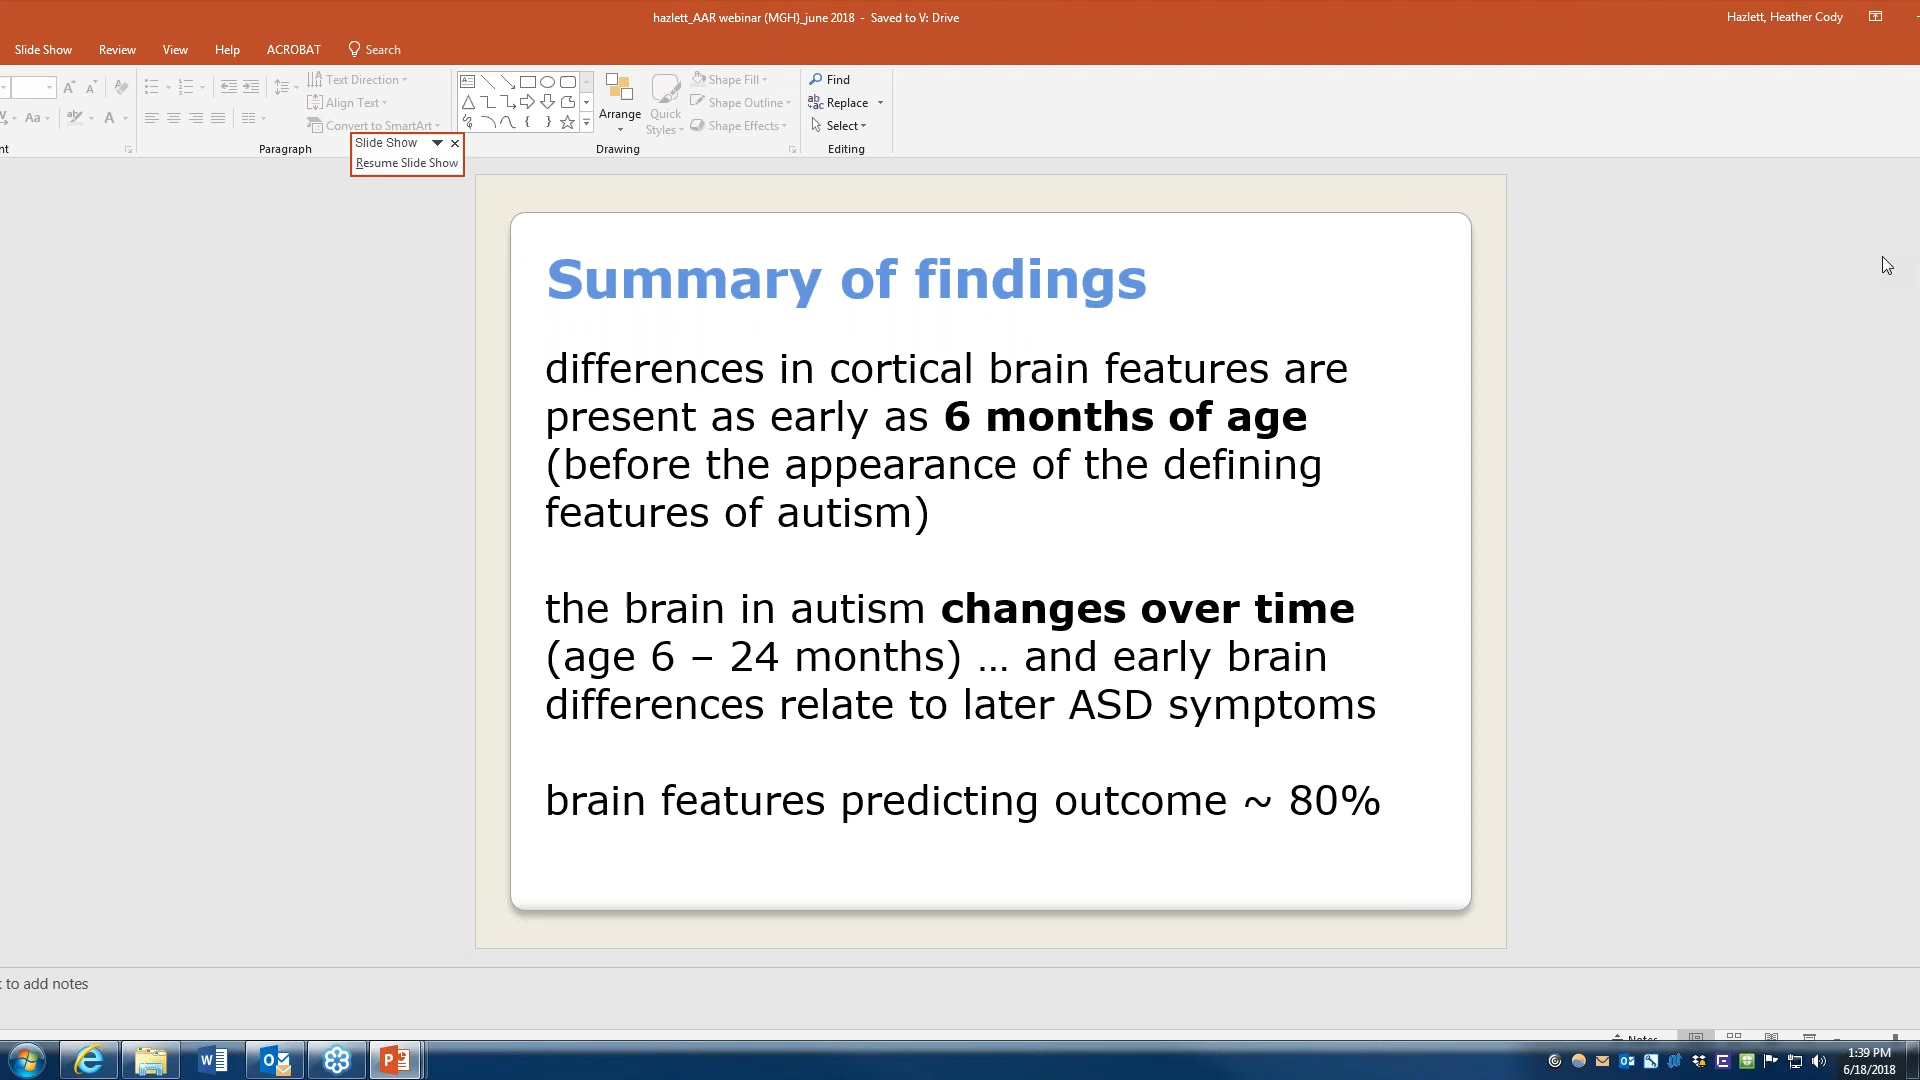 hazlett_AAR webinar (MGH)_june 2018 - Saved to V: Drive
Hazlett, Heather Cody
Slide Show Review View Help ACROBAT Search
Text Direction
Align Text
Convert to SmartArt
Paragraph
Slide Show
Resume Slide Show
Arrange
Quick Styles
Shape Fill
Shape Outline
Shape Effects
Drawing
Find
Replace
Select
Editing
Summary of findings
differences in cortical brain features are
present as early as 6 months of age
(before the appearance of the defining
features of autism)
the brain in autism changes over time
(age 6 – 24 months) … and early brain
differences relate to later ASD symptoms
brain features predicting outcome ~ 80%
to add notes
1:39 PM
6/18/2018